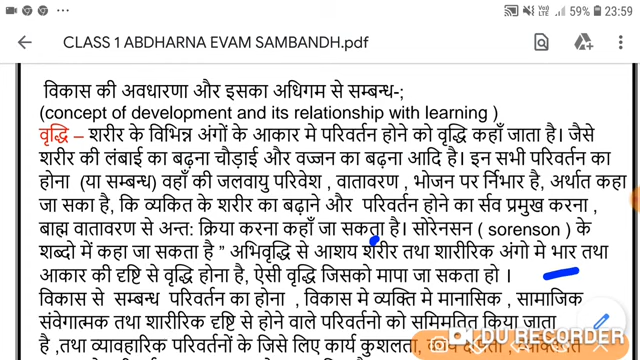 59% 23:59
CLASS 1 ABDHARNA EVAM SAMBANDH.pdf
विकास की अवधारणा और इसका अधिगम से सम्बन्ध-;
(concept of development and its relationship with learning )
वृद्धि – शरीर के विभिन्न अंगों के आकार मे परिवर्तन होने को वृद्धि कहाँ जाता है। जैसे
शरीर की लंबाई का बढ़ना चौड़ाई और वज्जन का बढ़ना आदि है। इन सभी परिवर्तन का
होना (या सम्बन्ध) वहाँ की जलवायु परिवेश , वातावरण , भोजन पर र्निभार है, अर्थात कहा
जा सका है, कि व्यकित के शरीर का बढ़ाने और परिवर्तन होने का र्सव प्रमुख करना ,
बाह्म वातावरण से अन्त: क्रिया करना कहाँ जा सकता है। सोरेनसन ( sorenson ) के
शब्दो में कहा जा सकता है " अभिवृद्धि से आशय शरीर तथा शारीरिक अंगो मे भार तथा
आकार की दृष्टि से वृद्धि होना है, ऐसी वृद्धि जिसको मापा जा सकता हो ।
विकास से सम्बन्ध परिवर्तन का होना , विकास मे व्यक्ति मे मानासिक , सामाजिक
संवेगात्मक तथा शारीरिक दृष्टि से होने वाले परिवर्तनो को सम्मितित किया जाता
है ,तथा व्यावहारिक परिवर्तनों के जिसे लिए कार्य कुशलता,
DU RECORDER